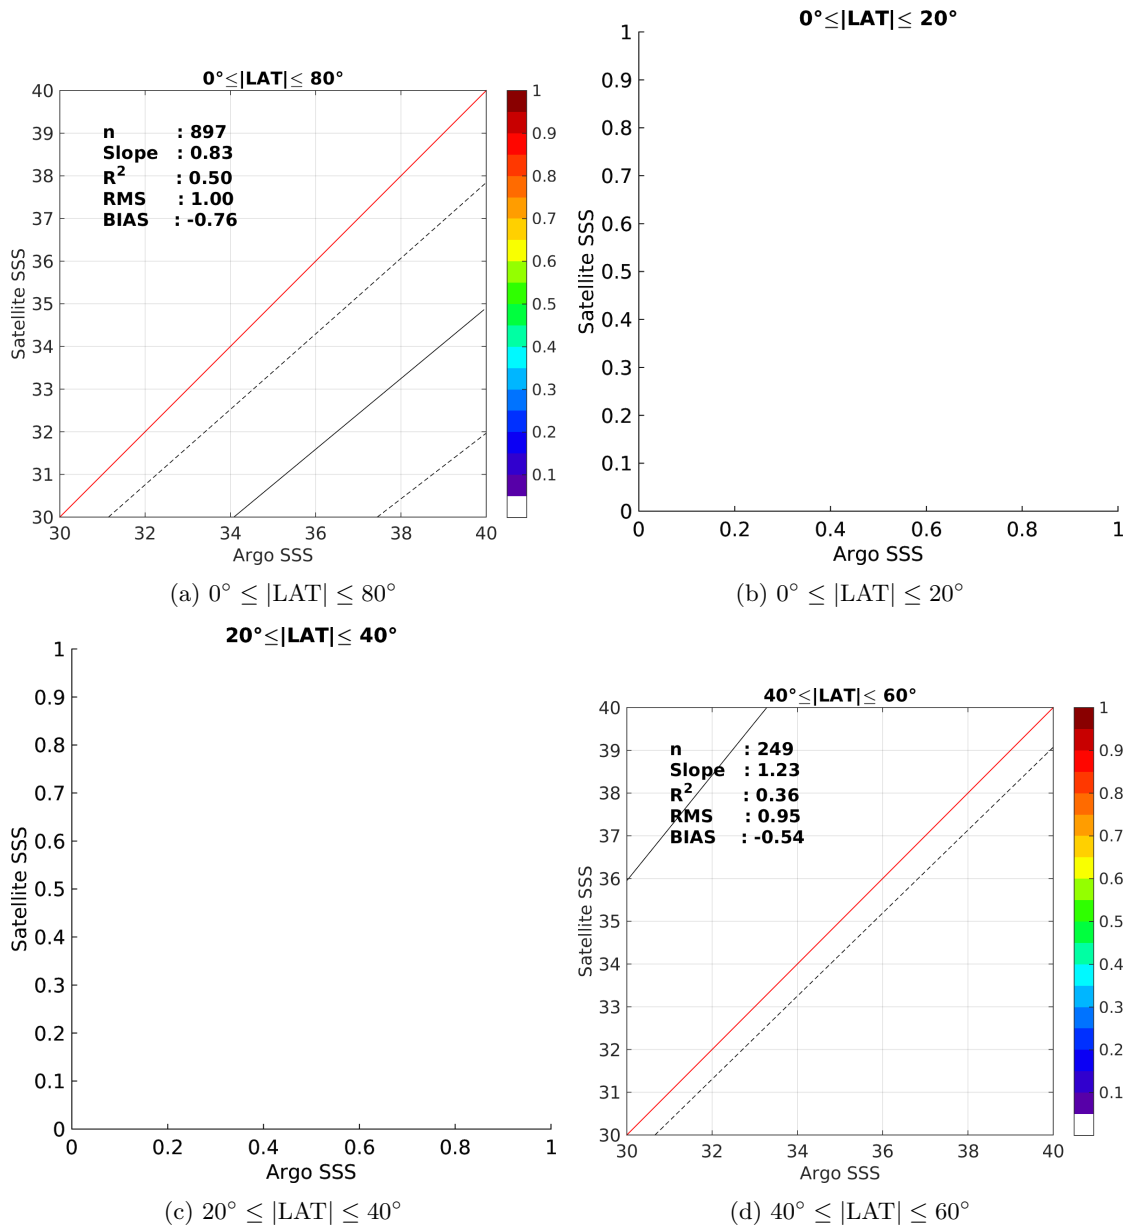 0°≤|LAT|≤ 80°
40
39
38
37
36
35
34
33
32
31
30
30 32 34 36 38 40
Satellite SSS
Argo SSS
n : 897
Slope : 0.83
R² : 0.50
RMS : 1.00
BIAS : -0.76
1
0.9
0.8
0.7
0.6
0.5
0.4
0.3
0.2
0.1
(a) 0° ≤ |LAT| ≤ 80°
0°≤|LAT|≤ 20°
1
0.9
0.8
0.7
0.6
0.5
0.4
0.3
0.2
0.1
0
0 0.2 0.4 0.6 0.8 1
Satellite SSS
Argo SSS
(b) 0° ≤ |LAT| ≤ 20°
20°≤|LAT|≤ 40°
1
0.9
0.8
0.7
0.6
0.5
0.4
0.3
0.2
0.1
0
0 0.2 0.4 0.6 0.8 1
Satellite SSS
Argo SSS
(c) 20° ≤ |LAT| ≤ 40°
40°≤|LAT|≤ 60°
40
39
38
37
36
35
34
33
32
31
30
30 32 34 36 38 40
Satellite SSS
Argo SSS
n : 249
Slope : 1.23
R² : 0.36
RMS : 0.95
BIAS : -0.54
1
0.9
0.8
0.7
0.6
0.5
0.4
0.3
0.2
0.1
(d) 40° ≤ |LAT| ≤ 60°